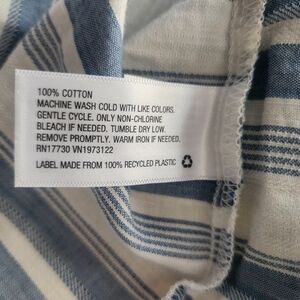 100% COTTON
MACHINE WASH COLD WITH LIKE COLORS.
GENTLE CYCLE. ONLY NON-CHLORINE
BLEACH IF NEEDED. TUMBLE DRY LOW.
REMOVE PROMPTLY. WARM IRON IF NEEDED.
RN17730 VN1973122
LABEL MADE FROM 100% RECYCLED PLASTIC